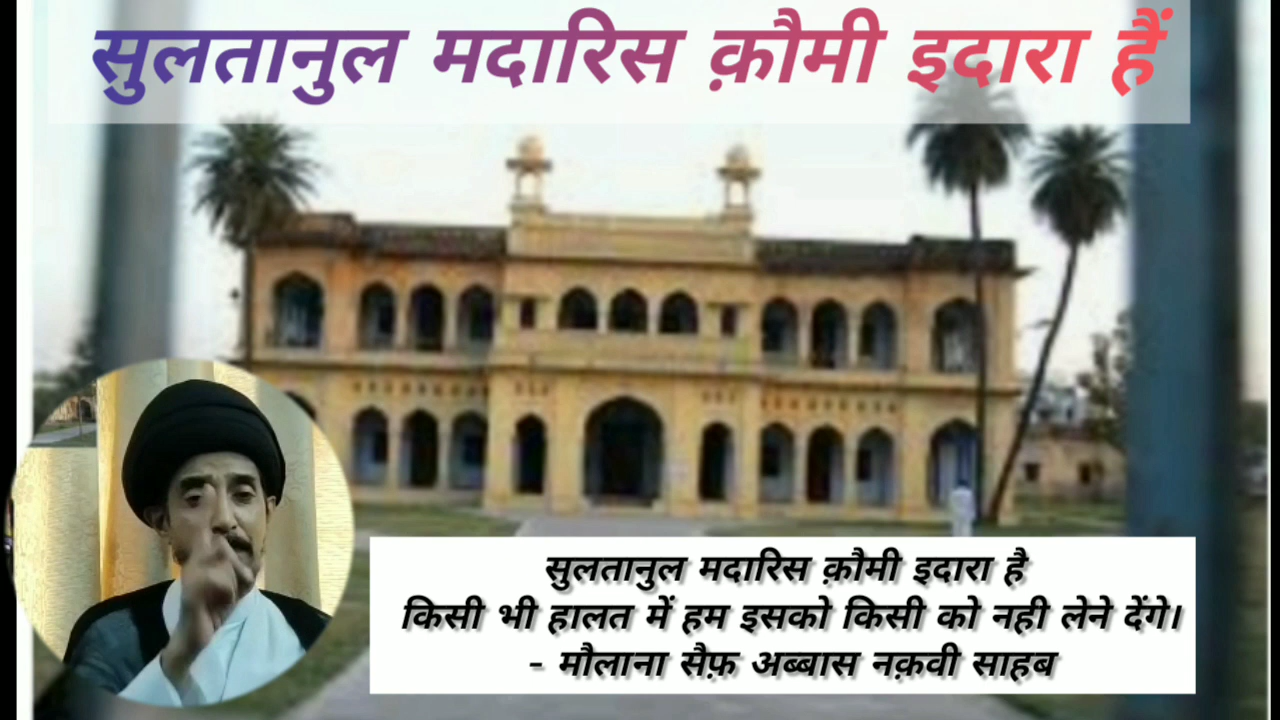 सुलतानुल मदारिस क़ौमी इदारा हैं
सुलतानुल मदारिस क़ौमी इदारा है
किसी भी हालत में हम इसको किसी को नही लेने देंगे।
- मौलाना सैफ़ अब्बास नक़वी साहब